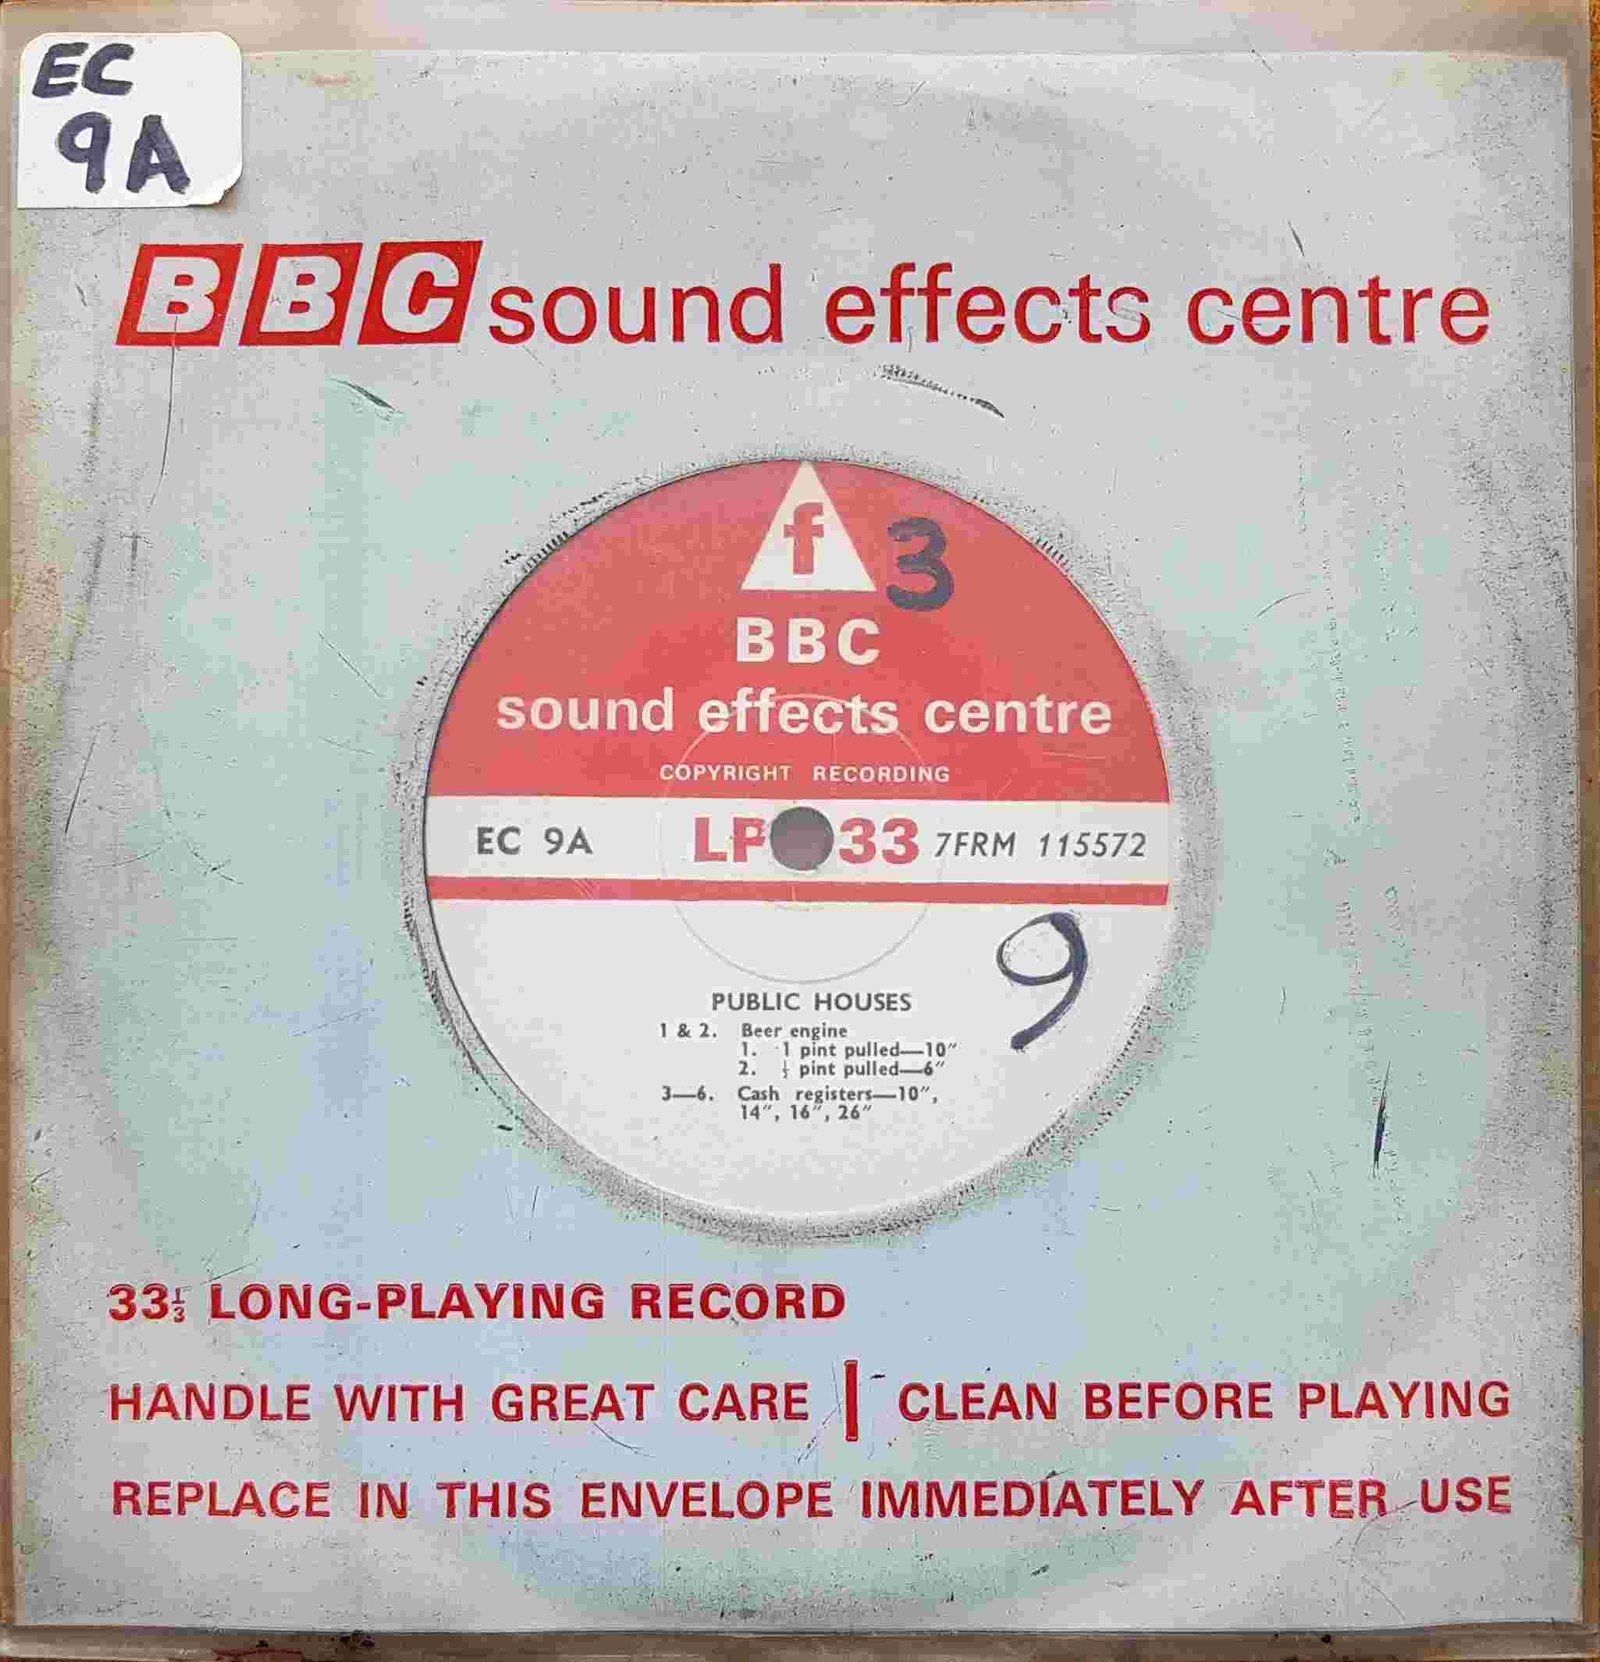 EC
9A
BBC sound effects centre
f 3
BBC
sound effects centre
COPYRIGHT RECORDING
EC 9A LP 33 7FRM 115572
9
PUBLIC HOUSES
1 & 2. Beer engine
1. 1 pint pulled—10″
2. ½ pint pulled—6″
3—6. Cash registers—10″,
14″, 16″, 26″
33⅓ LONG-PLAYING RECORD
HANDLE WITH GREAT CARE | CLEAN BEFORE PLAYING
REPLACE IN THIS ENVELOPE IMMEDIATELY AFTER USE